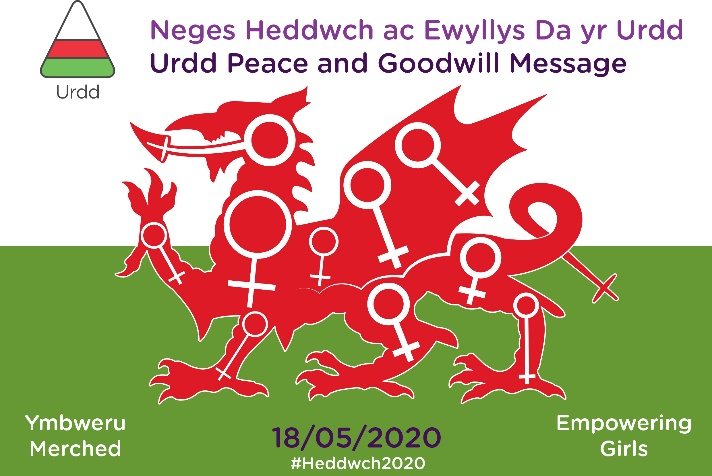 Neges Heddwch ac Ewyllys Da yr Urdd
Urdd Peace and Goodwill Message
Urdd
Ymbweru
Merched
18/05/2020
#Heddwch2020
Empowering
Girls